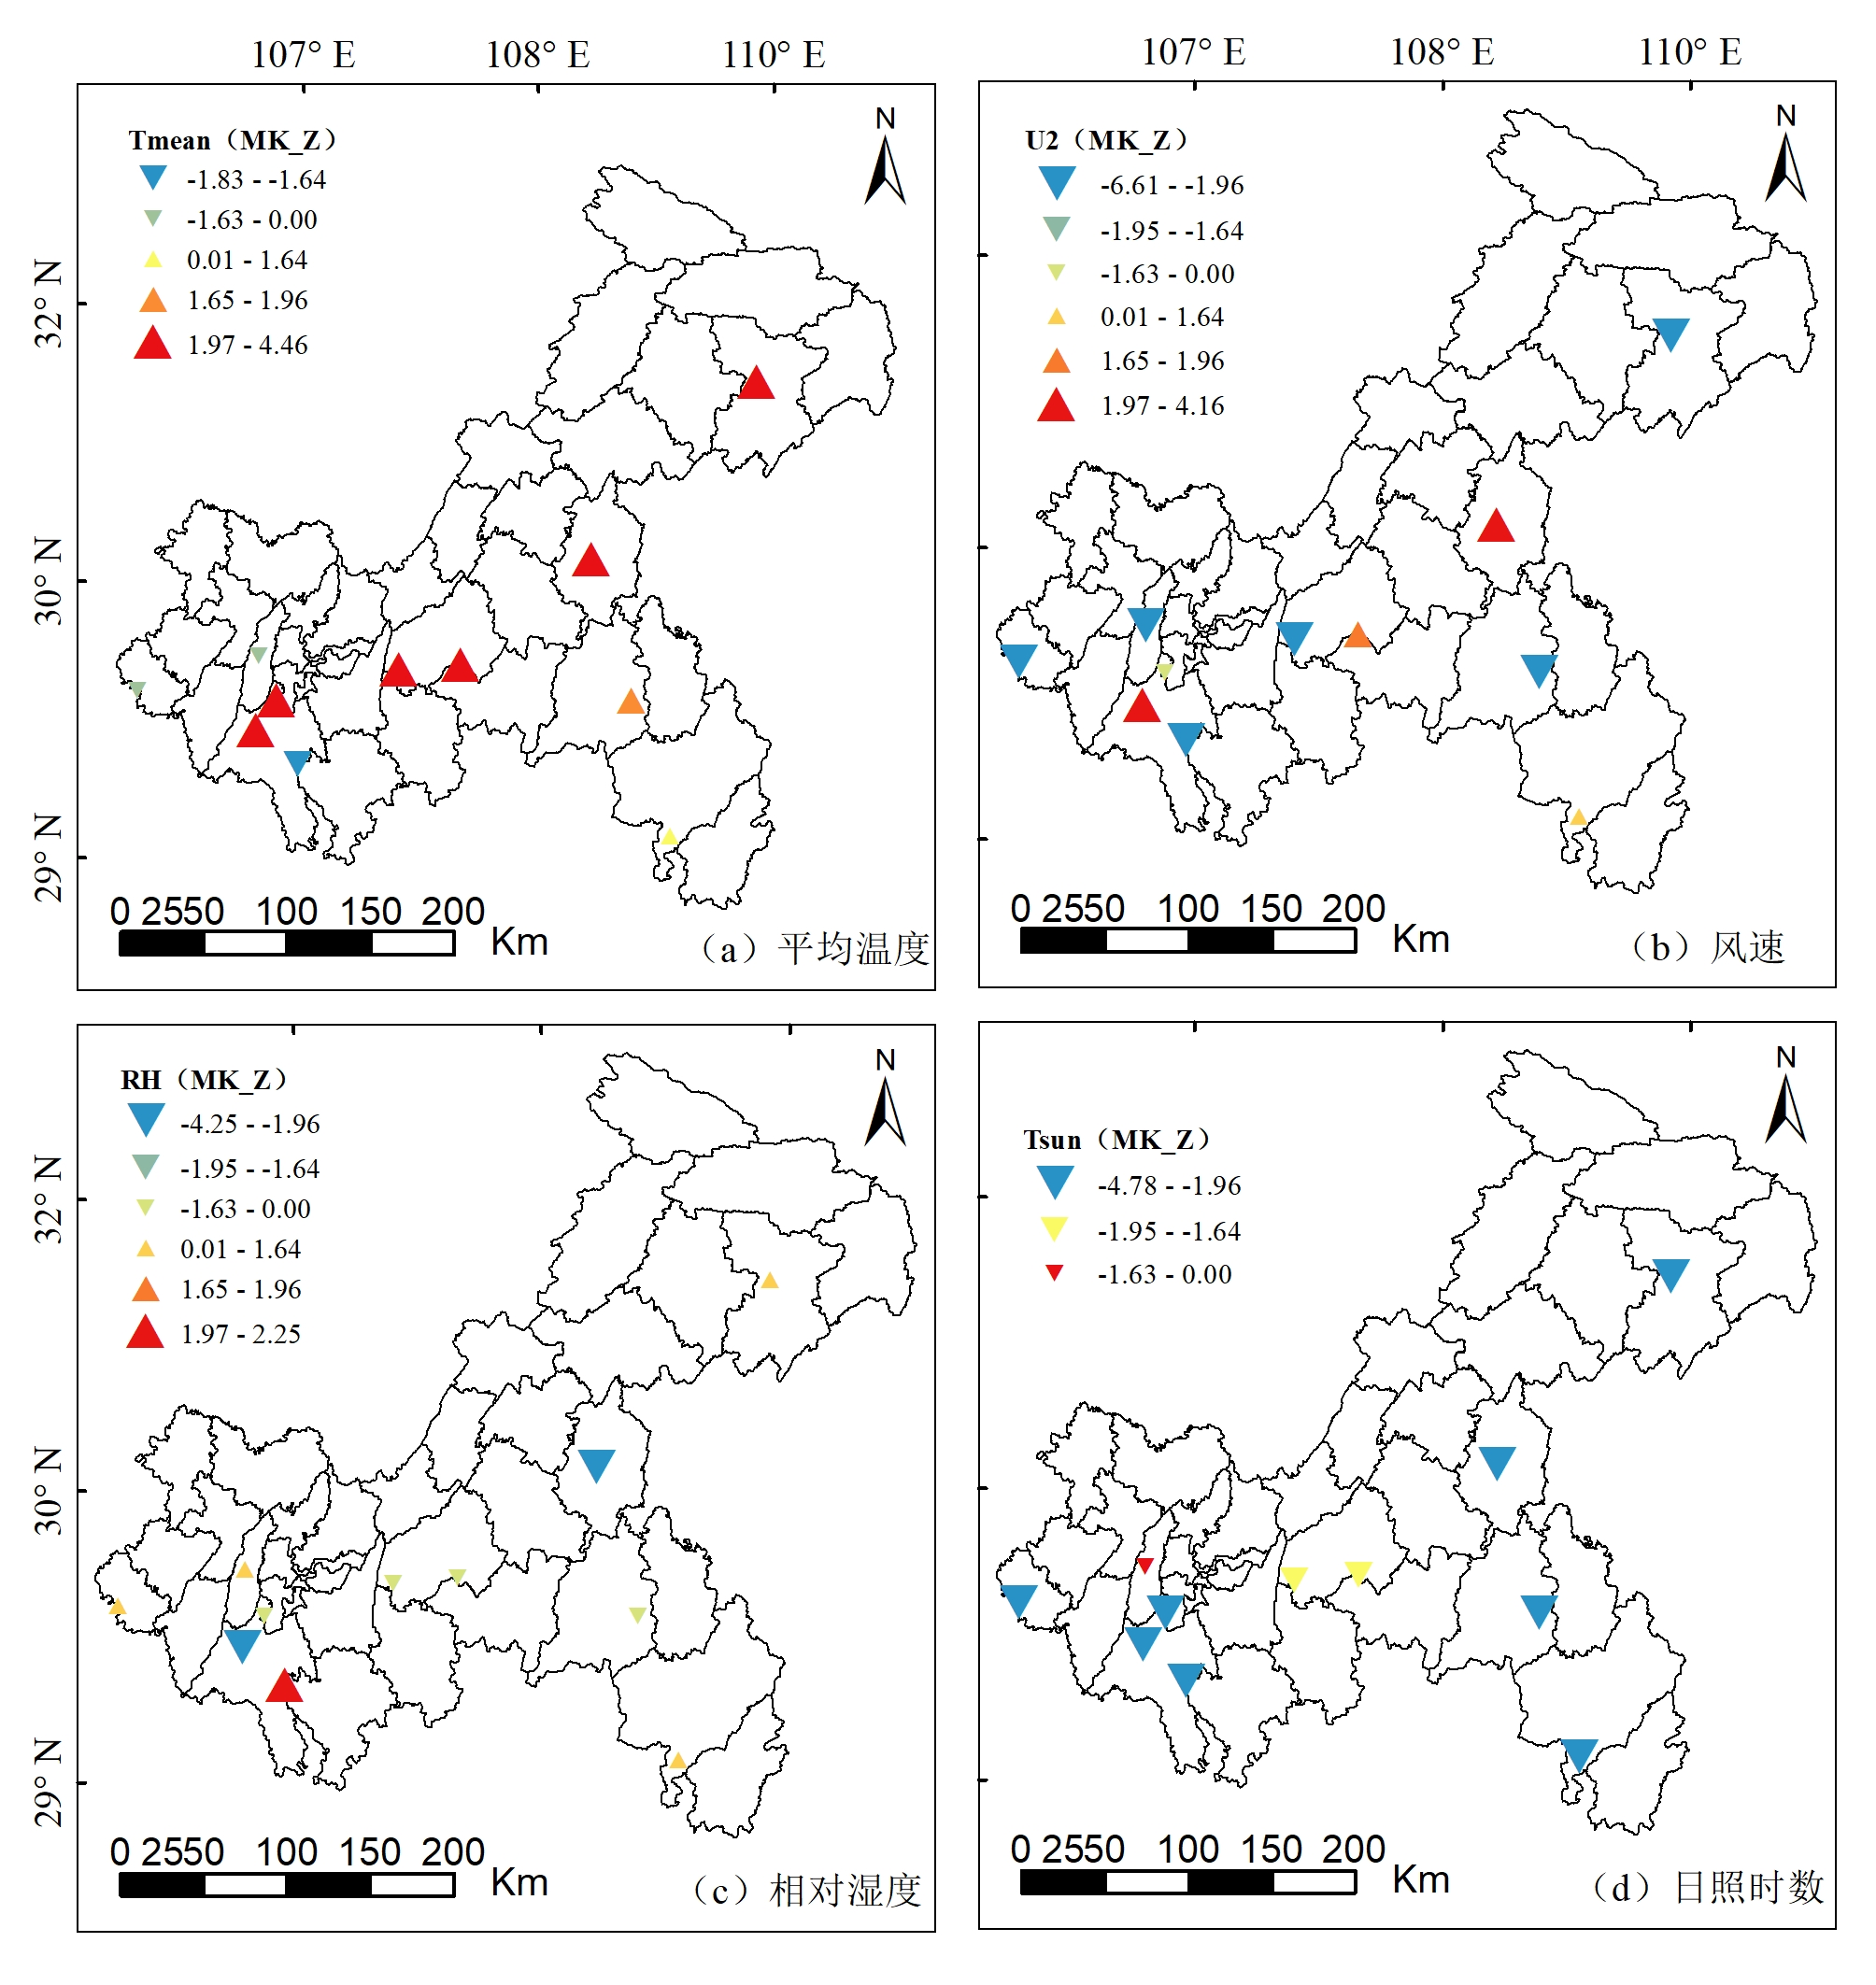 107° E 108° E 110° E
N
Tmean（MK_Z）
-1.83 - -1.64
-1.63 - 0.00
0.01 - 1.64
1.65 - 1.96
1.97 - 4.46
32° N
30° N
29° N
0 2550 100 150 200
Km
（a）平均温度
107° E 108° E 110° E
N
U2（MK_Z）
-6.61 - -1.96
-1.95 - -1.64
-1.63 - 0.00
0.01 - 1.64
1.65 - 1.96
1.97 - 4.16
0 2550 100 150 200
Km
（b）风速
N
RH（MK_Z）
-4.25 - -1.96
-1.95 - -1.64
-1.63 - 0.00
0.01 - 1.64
1.65 - 1.96
1.97 - 2.25
32° N
30° N
29° N
0 2550 100 150 200
Km
（c）相对湿度
N
Tsun（MK_Z）
-4.78 - -1.96
-1.95 - -1.64
-1.63 - 0.00
0 2550 100 150 200
Km
（d）日照时数